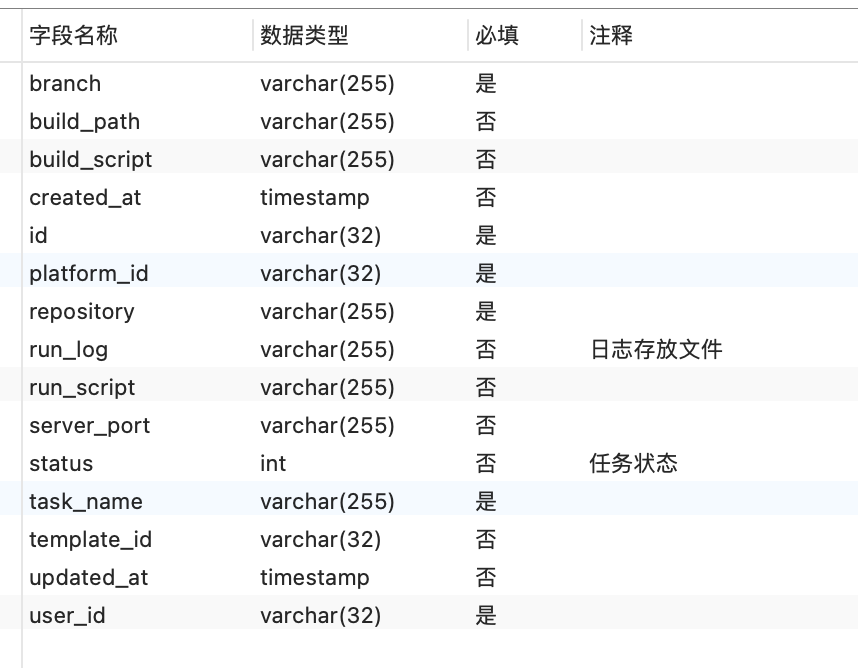 字段名称 数据类型 必填 注释
branch varchar(255) 是
build_path varchar(255) 否
build_script varchar(255) 否
created_at timestamp 否
id varchar(32) 是
platform_id varchar(32) 是
repository varchar(255) 是
run_log varchar(255) 否 日志存放文件
run_script varchar(255) 否
server_port varchar(255) 否
status int 否 任务状态
task_name varchar(255) 是
template_id varchar(32) 否
updated_at timestamp 否
user_id varchar(32) 是